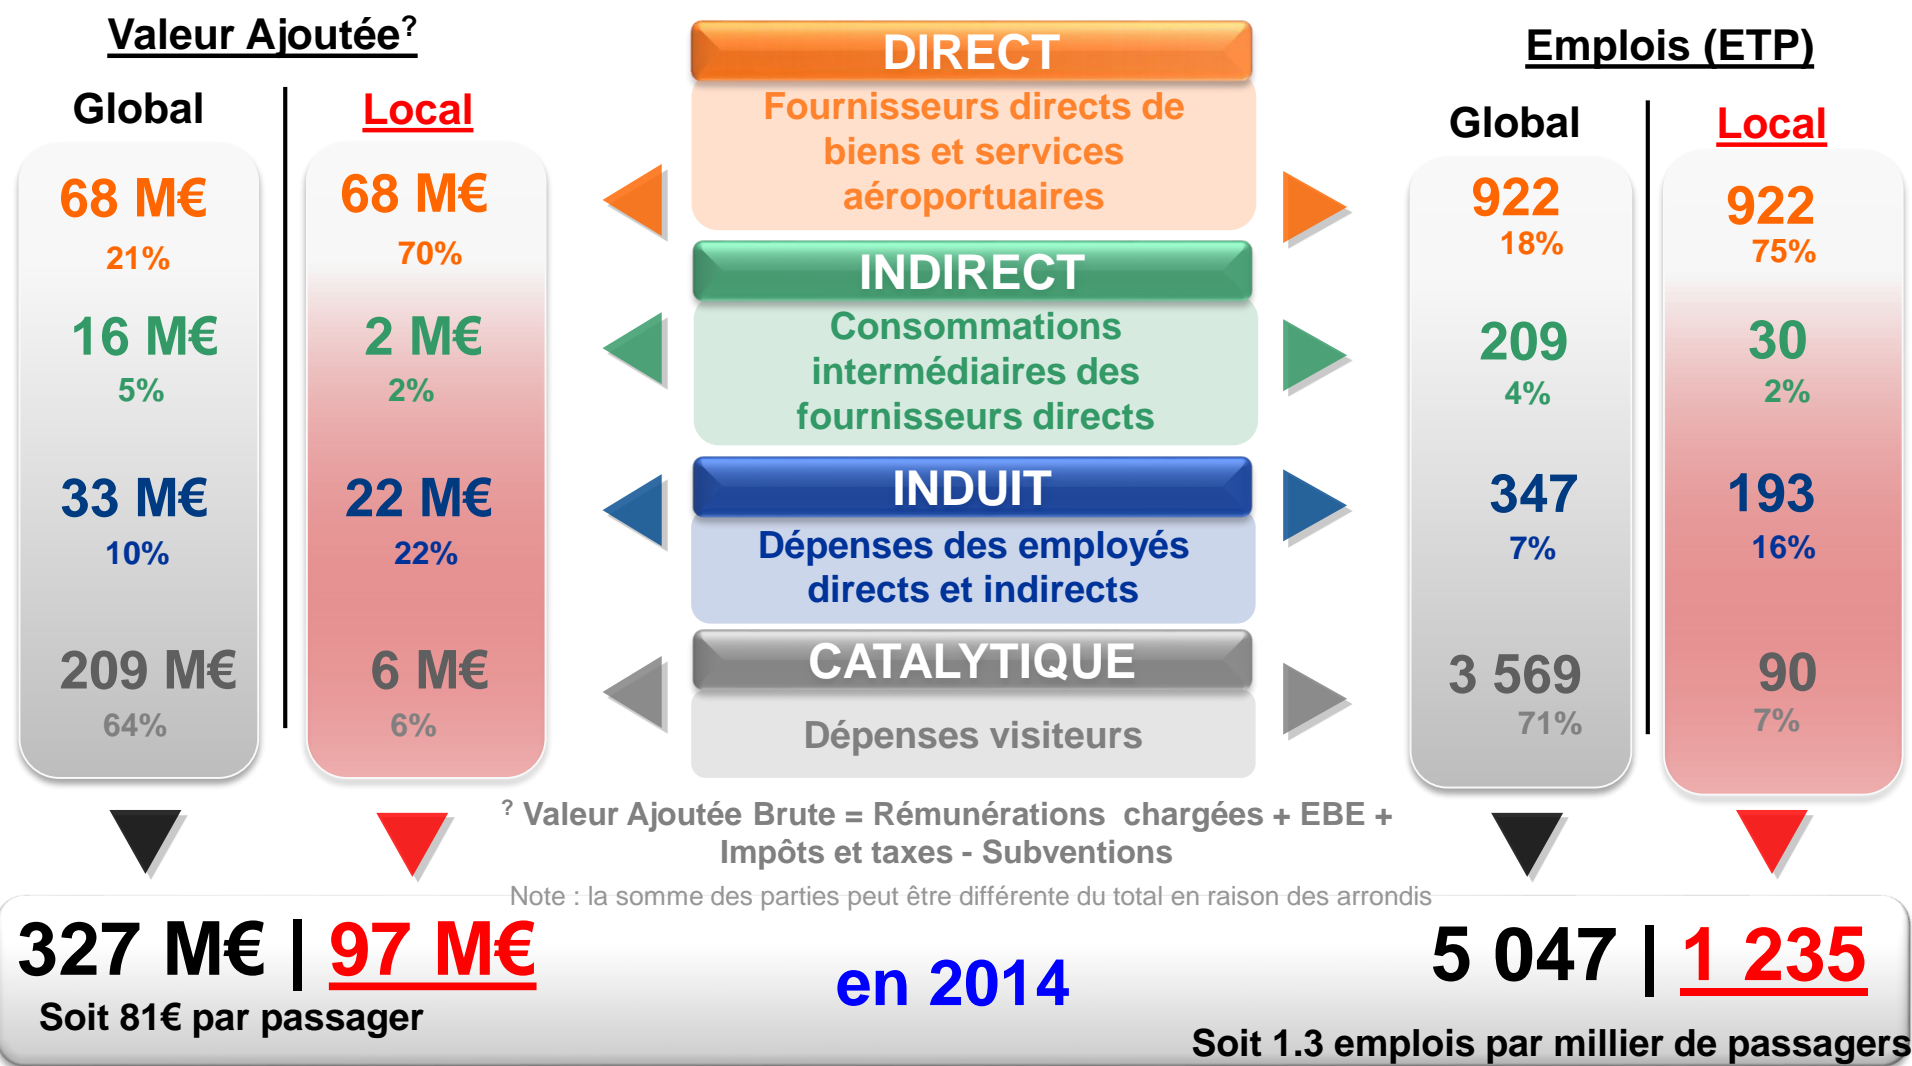 Valeur Ajoutée?
Global
Local
68 M€
68 M€
21%
70%
16 M€
2 M€
5%
2%
33 M€
22 M€
10%
22%
209 M€
6 M€
64%
6%
DIRECT
Fournisseurs directs de
biens et services
aéroportuaires
INDIRECT
Consommations
intermédiaires des
fournisseurs directs
INDUIT
Dépenses des employés
directs et indirects
CATALYTIQUE
Dépenses visiteurs
Emplois (ETP)
Global
Local
922
922
18%
75%
209
30
4%
2%
347
193
7%
16%
3 569
90
71%
7%
? Valeur Ajoutée Brute = Rémunérations chargées + EBE +
Impôts et taxes - Subventions
Note : la somme des parties peut être différente du total en raison des arrondis
327 M€ | 97 M€
Soit 81€ par passager
en 2014
5 047 | 1 235
Soit 1.3 emplois par millier de passagers